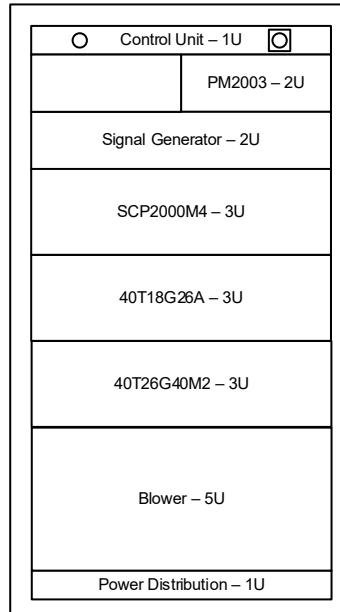 Control Unit – 1U
PM2003 – 2U
Signal Generator – 2U
SCP2000M4 – 3U
40T18G26A – 3U
40T26G40M2 – 3U
Blower – 5U
Power Distribution – 1U